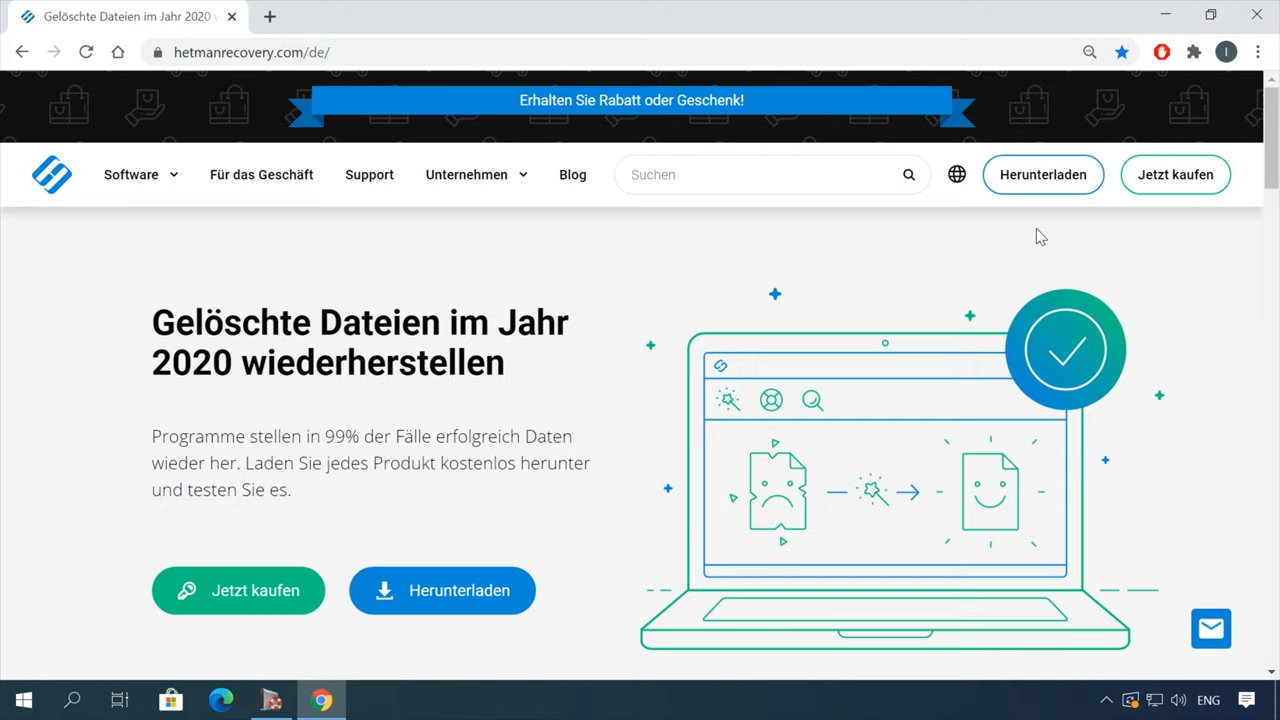 Gelöschte Dateien im Jahr 2020
hetmanrecovery.com/de/
I
Erhalten Sie Rabatt oder Geschenk!
Software
Für das Geschäft
Support
Unternehmen
Blog
Suchen
Herunterladen
Jetzt kaufen
Gelöschte Dateien im Jahr
2020 wiederherstellen
Programme stellen in 99% der Fälle erfolgreich Daten
wieder her. Laden Sie jedes Produkt kostenlos herunter
und testen Sie es.
Jetzt kaufen
Herunterladen
ENG